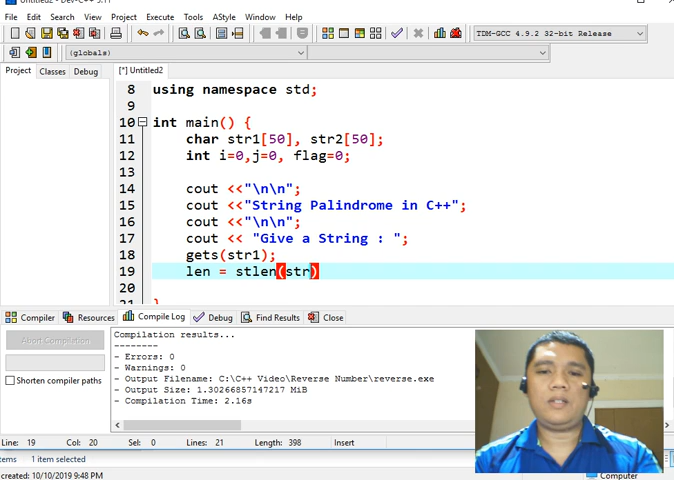 Untitled2 - Dev-C++ 5.11
File Edit Search View Project Execute Tools AStyle Window Help
TDM-GCC 4.9.2 32-bit Release
(globals)
Project Classes Debug
[*] Untitled2
8 using namespace std;
9
10 int main() {
11 char str1[50], str2[50];
12 int i=0,j=0, flag=0;
13
14 cout <<"\n\n";
15 cout <<"String Palindrome in C++";
16 cout <<"\n\n";
17 cout << "Give a String : ";
18 gets(str1);
19 len = stlen(str)
20
21 }
Compiler Resources Compile Log Debug Find Results Close
Abort Compilation
Shorten compiler paths
Compilation results...
--------
- Errors: 0
- Warnings: 0
- Output Filename: C:\C++ Video\Reverse Number\reverse.exe
- Output Size: 1.30266857147217 MiB
- Compilation Time: 2.16s
Line: 19 Col: 20 Sel: 0 Lines: 21 Length: 398 Insert
items 1 item selected
created: 10/10/2019 9:48 PM
Computer